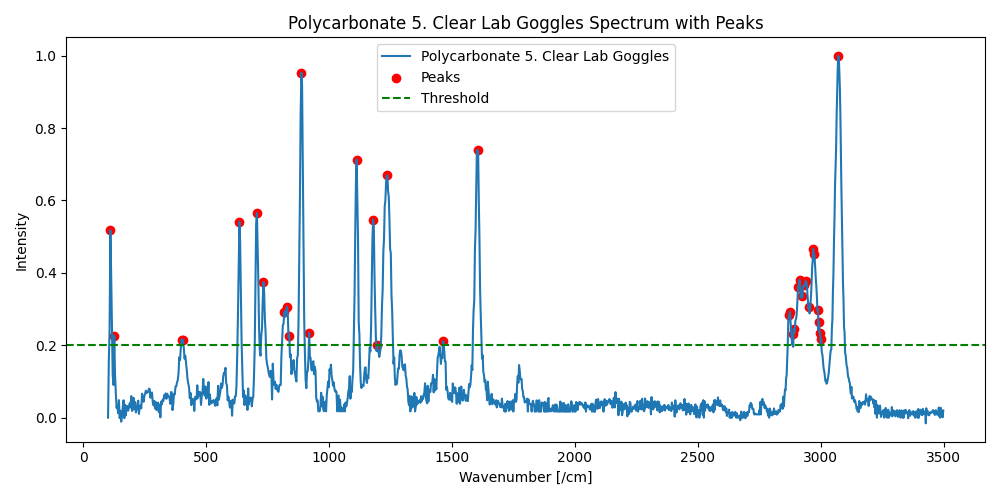 Polycarbonate 5. Clear Lab Goggles Spectrum with Peaks
Polycarbonate 5. Clear Lab Goggles
Peaks
Threshold
Intensity
1.0
0.8
0.6
0.4
0.2
0.0
0 500 1000 1500 2000 2500 3000 3500
Wavenumber [/cm]